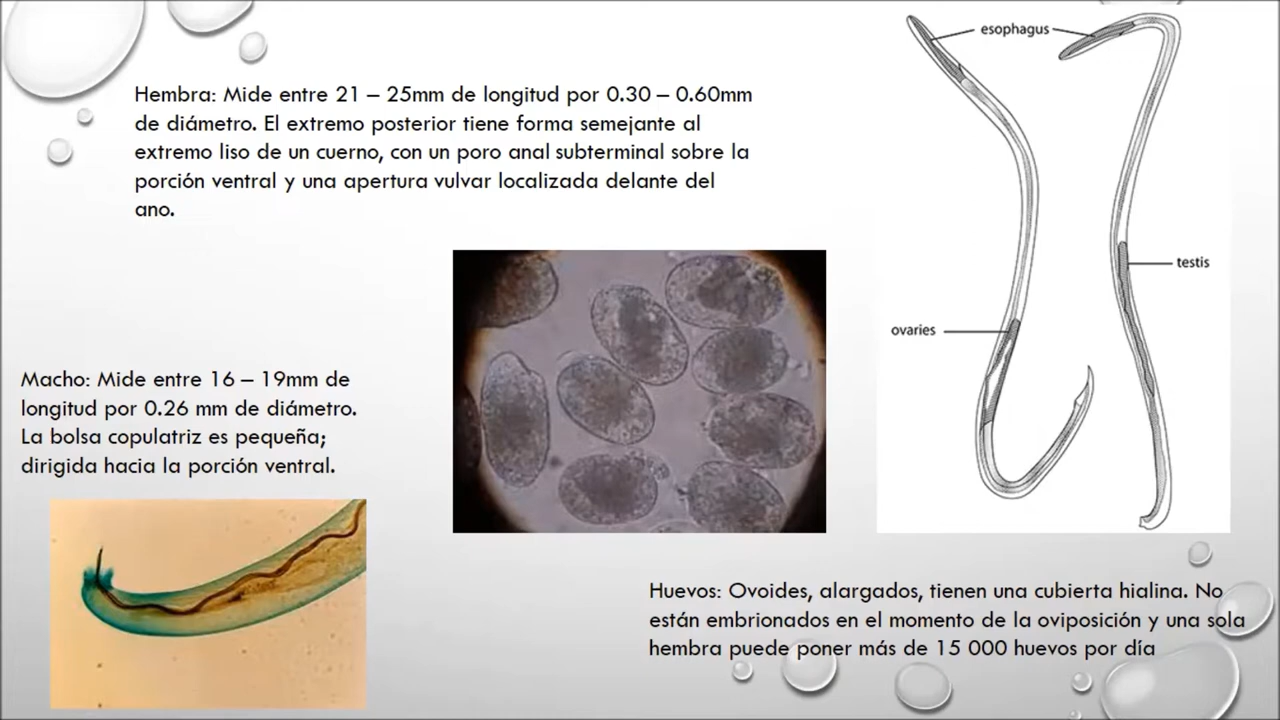 Hembra: Mide entre 21 – 25mm de longitud por 0.30 – 0.60mm
de diámetro. El extremo posterior tiene forma semejante al
extremo liso de un cuerno, con un poro anal subterminal sobre la
porción ventral y una apertura vulvar localizada delante del
ano.
esophagus
testis
ovaries
Macho: Mide entre 16 – 19mm de
longitud por 0.26 mm de diámetro.
La bolsa copulatriz es pequeña;
dirigida hacia la porción ventral.
Huevos: Ovoides, alargados, tienen una cubierta hialina. No
están embrionados en el momento de la oviposición y una sola
hembra puede poner más de 15 000 huevos por día